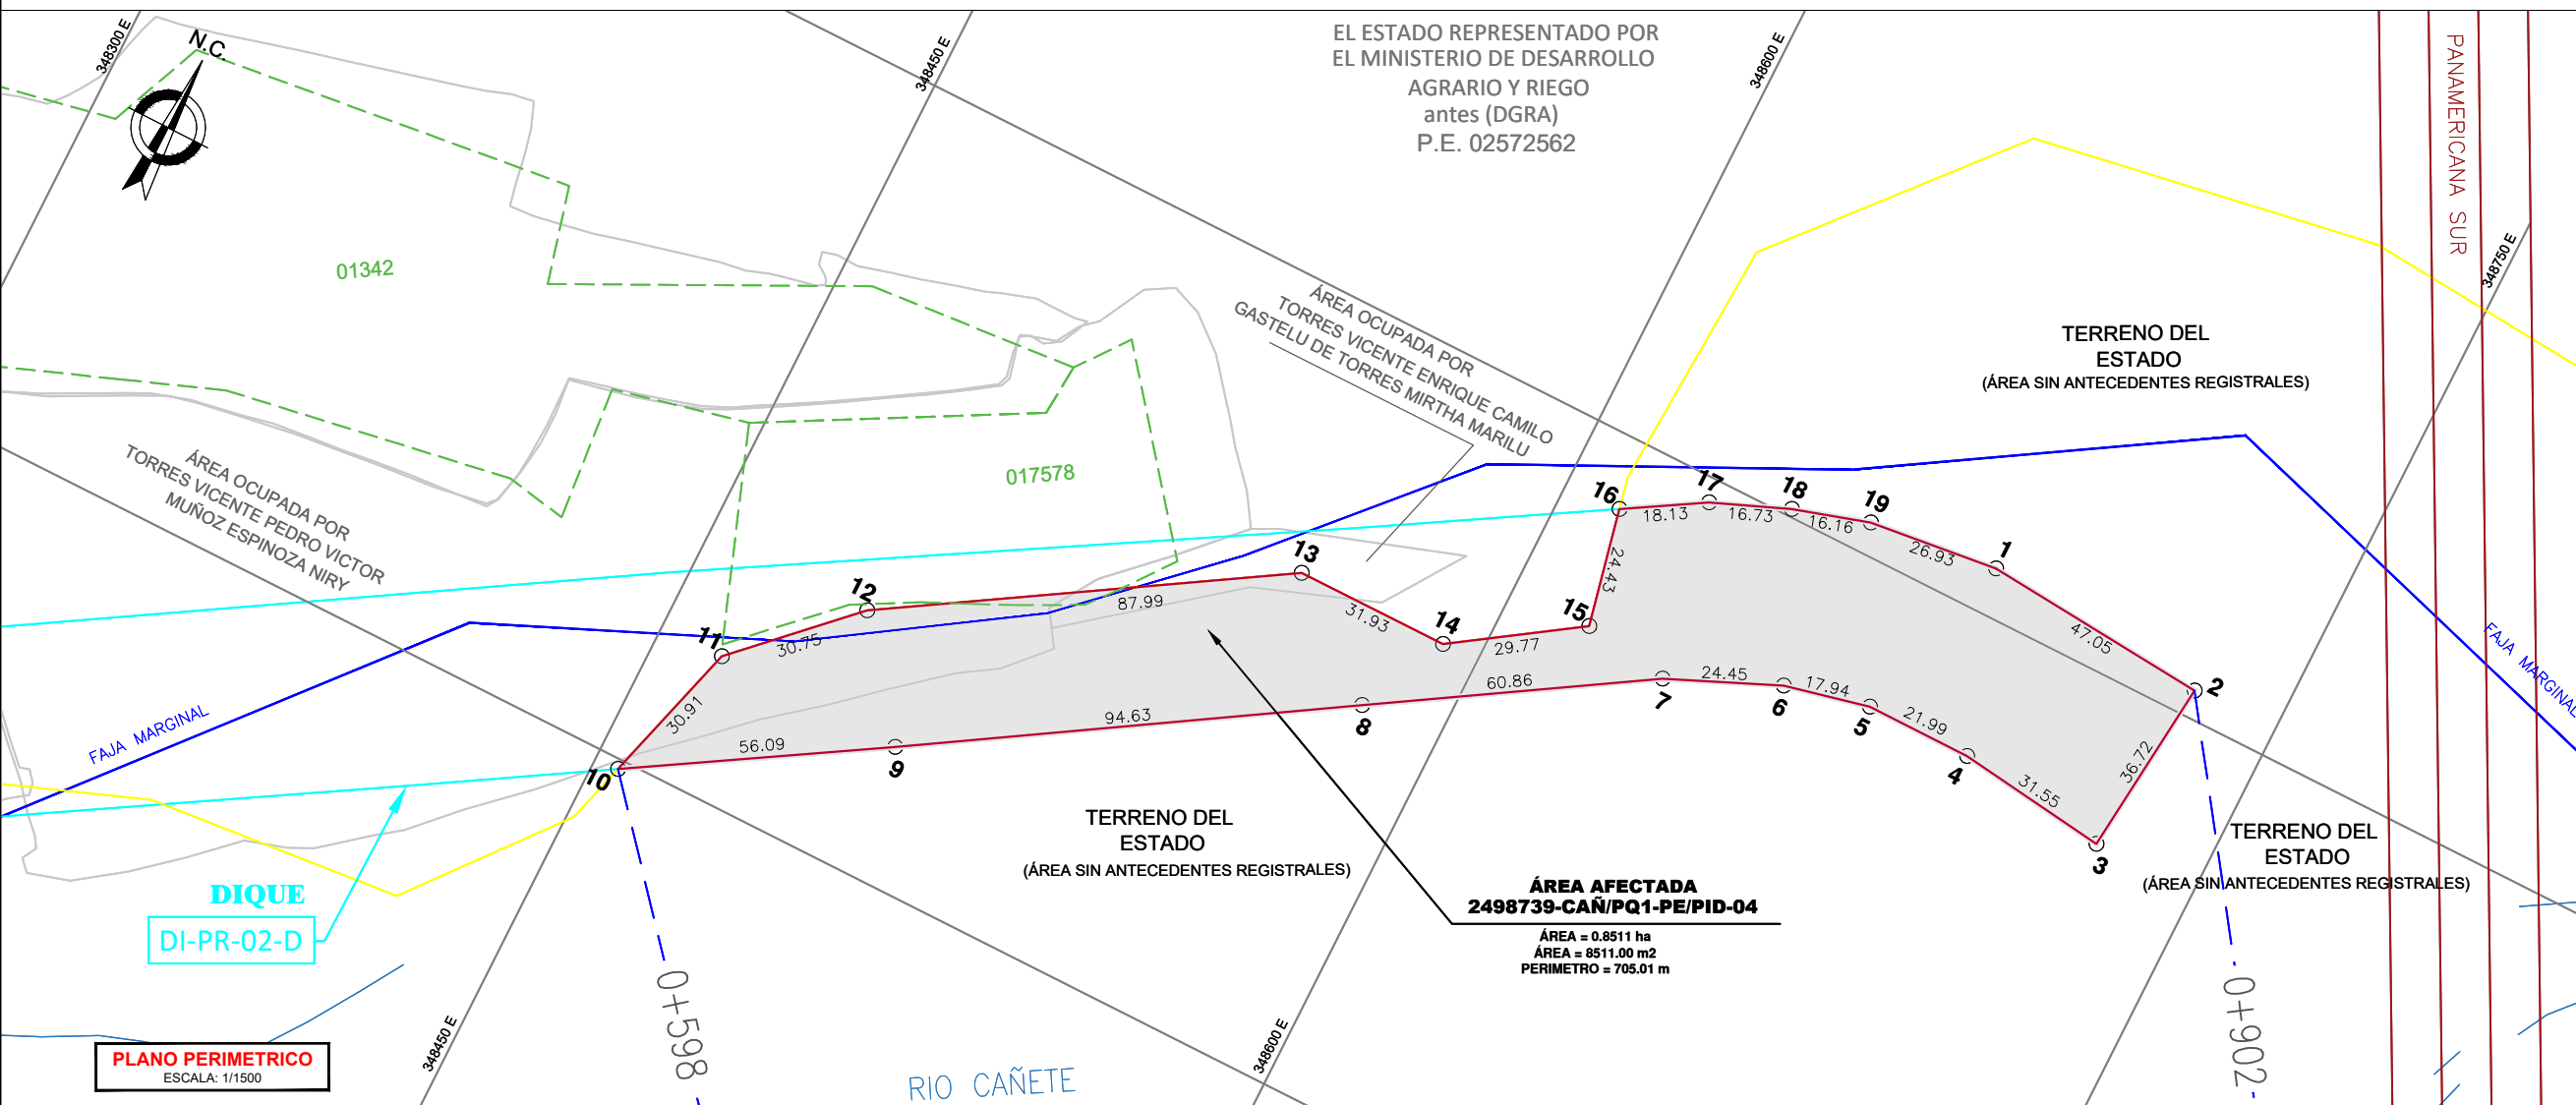 348300 E
N.C.
348450 E
EL ESTADO REPRESENTADO POR
EL MINISTERIO DE DESARROLLO
AGRARIO Y RIEGO
antes (DGRA)
P.E. 02572562
348600 E
PANAMERICANA SUR
348750 E
01342
ÁREA OCUPADA POR
TORRES VICENTE ENRIQUE CAMILO
GASTELU DE TORRES MIRTHA MARILU
TERRENO DEL
ESTADO
(ÁREA SIN ANTECEDENTES REGISTRALES)
ÁREA OCUPADA POR
TORRES VICENTE PEDRO VICTOR
MUÑOZ ESPINOZA NIRY
017578
16
17
18
19
18.13
16.73
16.16
26.93
1
13
12
87.99
24.43
31.93
15
14
29.77
47.05
11
30.75
FAJA MARGINAL
2
24.45
17.94
60.86
7
6
5
21.99
FAJA MARGINAL
30.91
94.63
8
56.09
9
10
4
36.72
31.55
3
TERRENO DEL
ESTADO
(ÁREA SIN ANTECEDENTES REGISTRALES)
TERRENO DEL
ESTADO
(ÁREA SIN ANTECEDENTES REGISTRALES)
DIQUE
DI-PR-02-D
ÁREA AFECTADA
2498739-CAÑ/PQ1-PE/PID-04
ÁREA = 0.8511 ha
ÁREA = 8511.00 m2
PERIMETRO = 705.01 m
0+598
0+902
348450 E
348600 E
PLANO PERIMETRICO
ESCALA: 1/1500
RIO CAÑETE